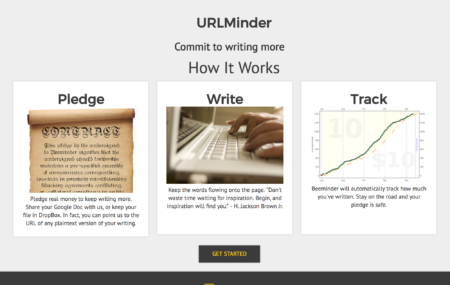 URLMinder
Commit to writing more
How It Works
Pledge
CONTRACT
Pledge real money to keep writing more.
Share your Google Doc with us, or keep your
file in DropBox. In fact, you can point us to the
URL of any plaintext version of your writing.
Write
Keep the words flowing onto the page. "Don't
waste time waiting for inspiration. Begin, and
inspiration will find you." - H. Jackson Brown Jr.
Track
10
$10
Beeminder will automatically track how much
you've written. Stay on the road and your
pledge is safe.
GET STARTED